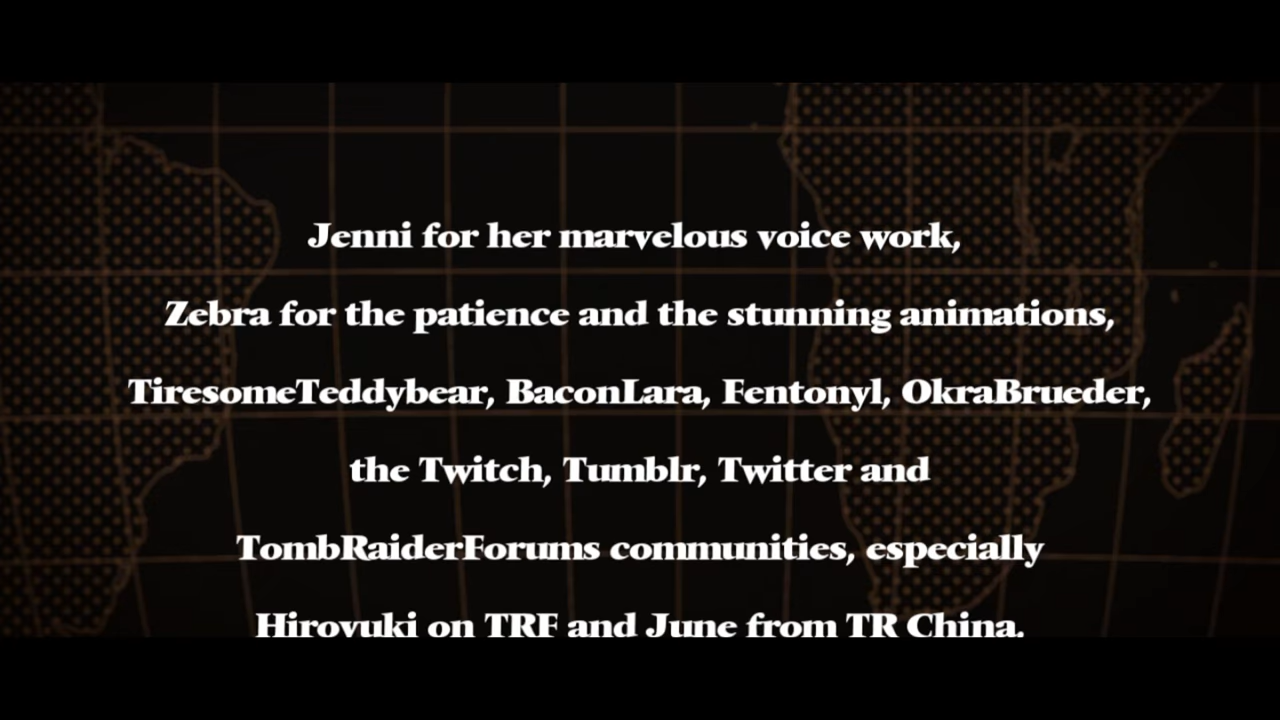 Jenni for her marvelous voice work,
Zebra for the patience and the stunning animations,
TiresomeTeddybear, BaconLara, Fentonyl, OkraBrueder,
the Twitch, Tumblr, Twitter and
TombRaiderForums communities, especially
Hiroyuki on TRF and June from TR China.